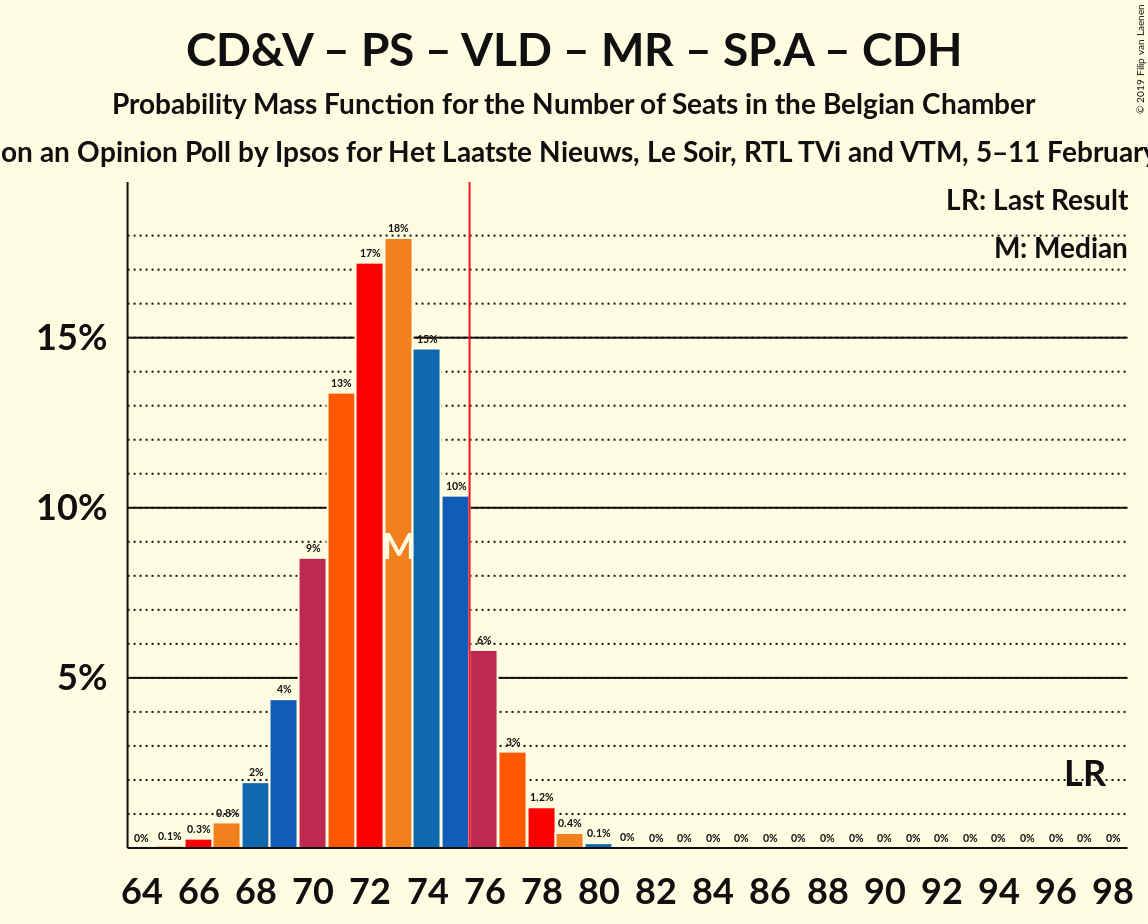 CD&V – PS – VLD – MR – SP.A – CDH
Probability Mass Function for the Number of Seats in the Belgian Chamber
on an Opinion Poll by Ipsos for Het Laatste Nieuws, Le Soir, RTL TVi and VTM, 5–11 February
© 2019 Filip van Laenen
LR: Last Result
M: Median
15%
10%
5%
0% 0.1% 0.3% 0.8% 2% 4% 9% 13% 17% 18% 15% 10% 6% 3% 1.2% 0.4% 0.1% 0% 0% 0% 0% 0% 0% 0% 0% 0% 0% 0% 0% 0% 0% 0% 0% 0% 0%
M
LR
64 66 68 70 72 74 76 78 80 82 84 86 88 90 92 94 96 98